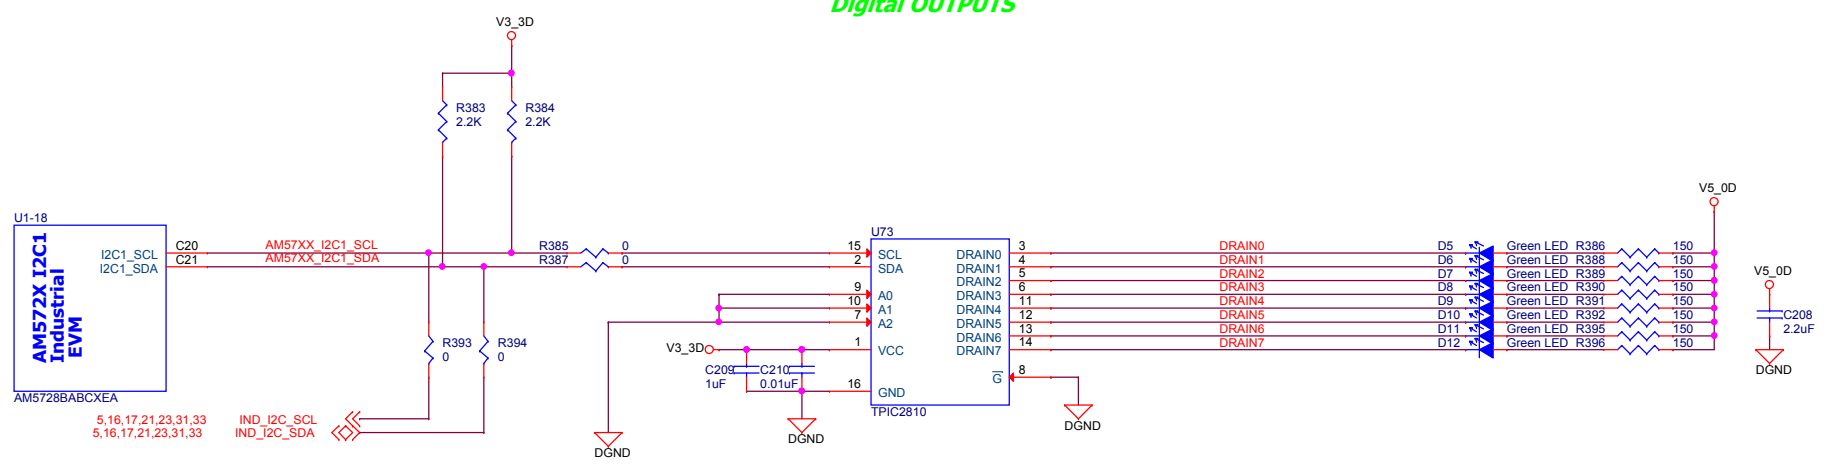 Digital OUTPUTS
V3_3D
R383
2.2K
R384
2.2K
V5_0D
U1-18
AM572X I2C1
Industrial
EVM
I2C1_SCL
I2C1_SDA
C20
C21
AM57XX_I2C1_SCL
AM57XX_I2C1_SDA
R385 0
R387 0
U73
15 SCL
2 SDA
9 A0
10 A1
7 A2
1 VCC
16 GND
DRAIN0 3
DRAIN1 4
DRAIN2 5
DRAIN3 6
DRAIN4 11
DRAIN5 12
DRAIN6 13
DRAIN7 14
G 8
TPIC2810
DRAIN0 D5 Green LED R386 150
DRAIN1 D6 Green LED R388 150
DRAIN2 D7 Green LED R389 150
DRAIN3 D8 Green LED R390 150
DRAIN4 D9 Green LED R391 150
DRAIN5 D10 Green LED R392 150
DRAIN6 D11 Green LED R395 150
DRAIN7 D12 Green LED R396 150
V5_0D
C208
2.2uF
DGND
R393
0
R394
0
V3_3D
C209
1uF
C210
0.01uF
AM5728BABCXEA
5,16,17,21,23,31,33 IND_I2C_SCL
5,16,17,21,23,31,33 IND_I2C_SDA
DGND
DGND
DGND